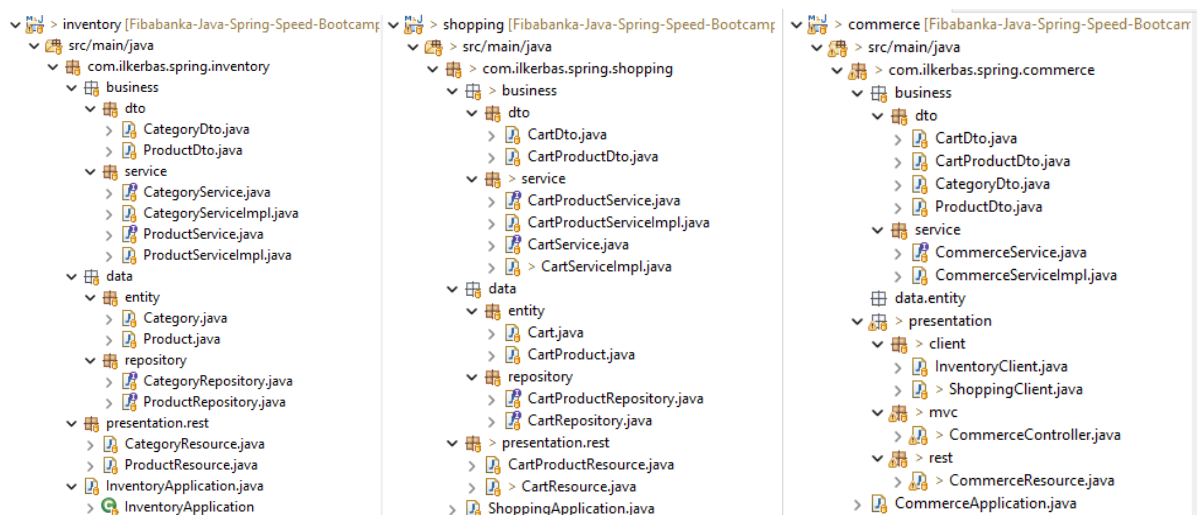 > inventory [Fibabanka-Java-Spring-Speed-Bootcamp
src/main/java
com.ilkerbas.spring.inventory
business
dto
CategoryDto.java
ProductDto.java
service
CategoryService.java
CategoryServiceImpl.java
ProductService.java
ProductServiceImpl.java
data
entity
Category.java
Product.java
repository
CategoryRepository.java
ProductRepository.java
presentation.rest
CategoryResource.java
ProductResource.java
InventoryApplication.java
InventoryApplication
> shopping [Fibabanka-Java-Spring-Speed-Bootcamp
> src/main/java
> com.ilkerbas.spring.shopping
> business
dto
CartDto.java
CartProductDto.java
> service
CartProductService.java
CartProductServiceImpl.java
CartService.java
> CartServiceImpl.java
data
entity
Cart.java
CartProduct.java
repository
CartProductRepository.java
CartRepository.java
> presentation.rest
CartProductResource.java
> CartResource.java
ShoppingApplication.java
> commerce [Fibabanka-Java-Spring-Speed-Bootcam
> src/main/java
> com.ilkerbas.spring.commerce
business
dto
CartDto.java
CartProductDto.java
CategoryDto.java
ProductDto.java
service
CommerceService.java
CommerceServiceImpl.java
data.entity
> presentation
> client
InventoryClient.java
> ShoppingClient.java
> mvc
> CommerceController.java
> rest
> CommerceResource.java
CommerceApplication.java